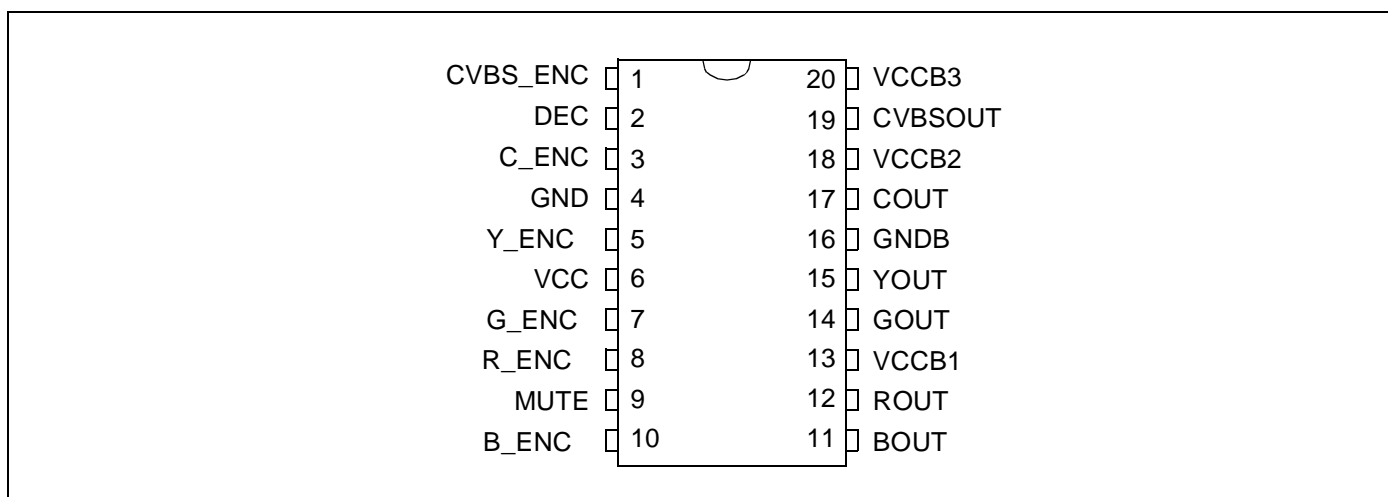 CVBS_ENC 1 20 VCCB3
DEC 2 19 CVBSOUT
C_ENC 3 18 VCCB2
GND 4 17 COUT
Y_ENC 5 16 GNDB
VCC 6 15 YOUT
G_ENC 7 14 GOUT
R_ENC 8 13 VCCB1
MUTE 9 12 ROUT
B_ENC 10 11 BOUT